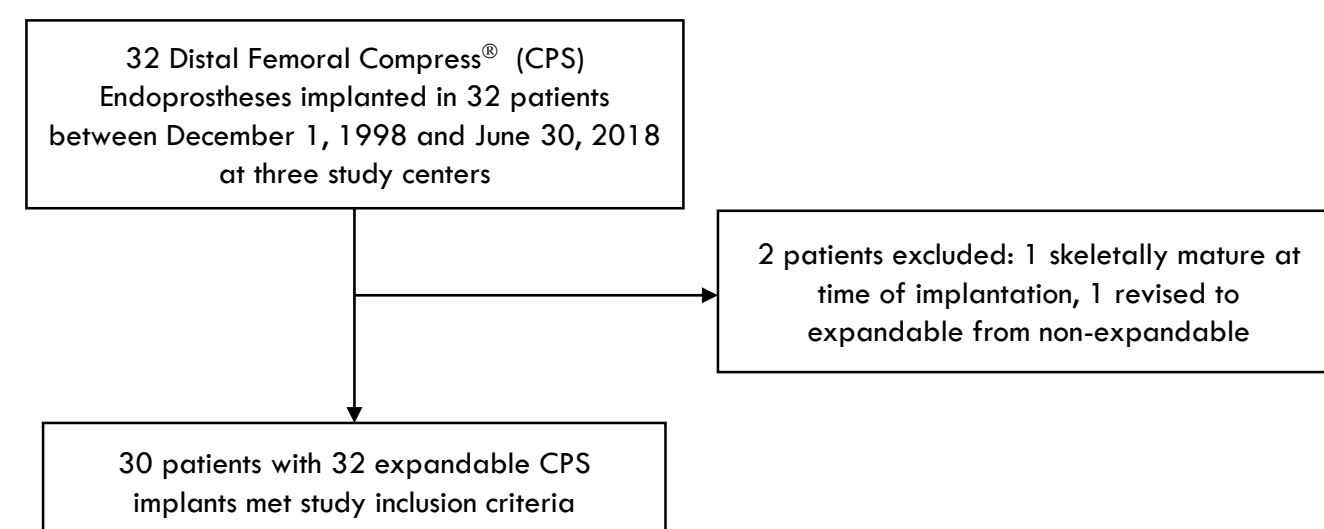 32 Distal Femoral Compress® (CPS)
Endoprostheses implanted in 32 patients
between December 1, 1998 and June 30, 2018
at three study centers
2 patients excluded: 1 skeletally mature at
time of implantation, 1 revised to
expandable from non-expandable
30 patients with 32 expandable CPS
implants met study inclusion criteria